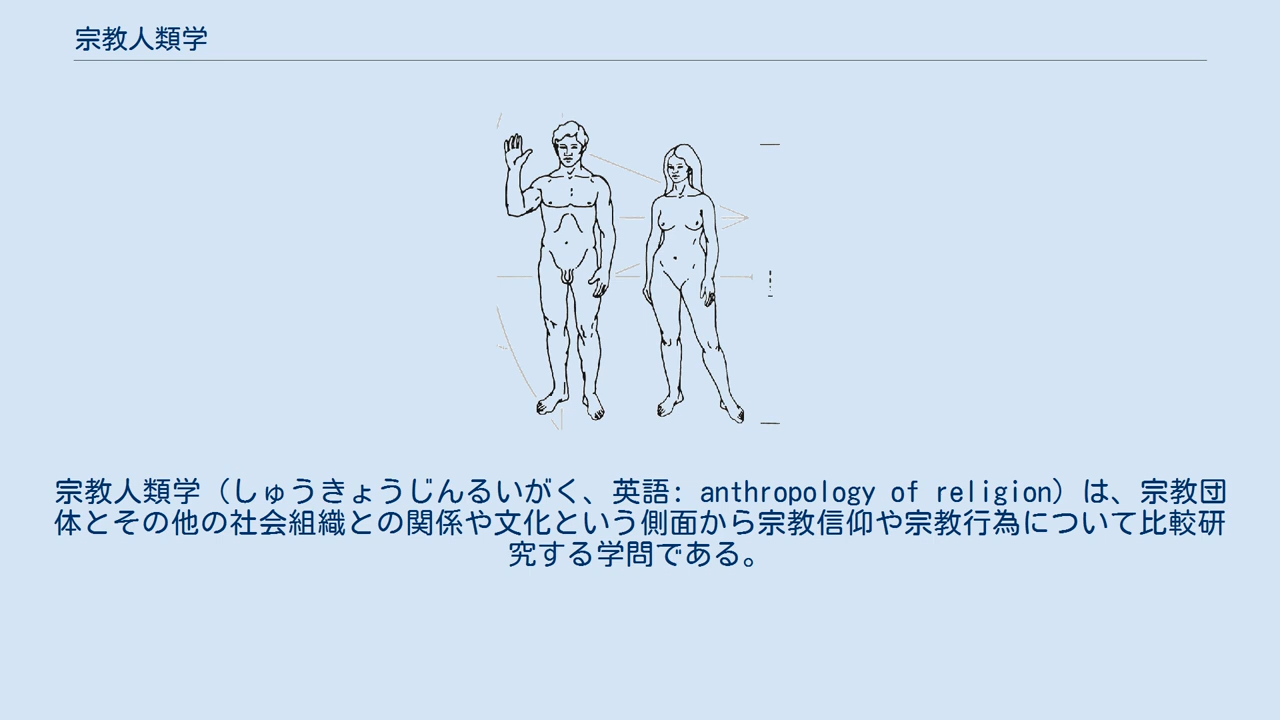 宗教人類学
宗教人類学（しゅうきょうじんるいがく、英語: anthropology of religion）は、宗教団
体とその他の社会組織との関係や文化という側面から宗教信仰や宗教行為について比較研
究する学問である。